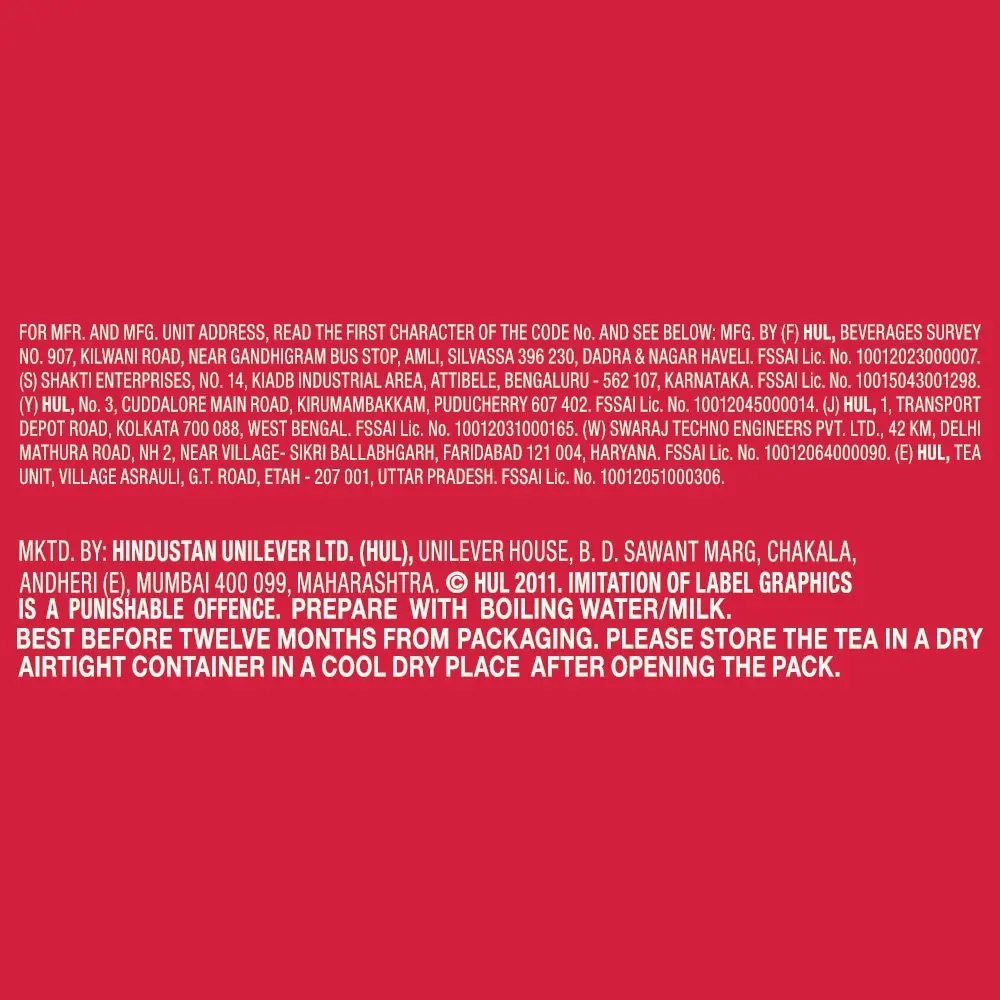 FOR MFR. AND MFG. UNIT ADDRESS, READ THE FIRST CHARACTER OF THE CODE No. AND SEE BELOW: MFG. BY (F) HUL, BEVERAGES SURVEY
NO. 907, KILWANI ROAD, NEAR GANDHIGRAM BUS STOP, AMLI, SILVASSA 396 230, DADRA & NAGAR HAVELI. FSSAI Lic. No. 10012023000007.
(S) SHAKTI ENTERPRISES, NO. 14, KIADB INDUSTRIAL AREA, ATTIBELE, BENGALURU - 562 107, KARNATAKA. FSSAI Lic. No. 10015043001298.
(Y) HUL, No. 3, CUDDALORE MAIN ROAD, KIRUMAMBAKKAM, PUDUCHERRY 607 402. FSSAI Lic. No. 10012045000014. (J) HUL, 1, TRANSPORT
DEPOT ROAD, KOLKATA 700 088, WEST BENGAL. FSSAI Lic. No. 10012031000165. (W) SWARAJ TECHNO ENGINEERS PVT. LTD., 42 KM, DELHI
MATHURA ROAD, NH 2, NEAR VILLAGE- SIKRI BALLABHGARH, FARIDABAD 121 004, HARYANA. FSSAI Lic. No. 10012064000090. (E) HUL, TEA
UNIT, VILLAGE ASRAULI, G.T. ROAD, ETAH - 207 001, UTTAR PRADESH. FSSAI Lic. No. 10012051000306.
MKTD. BY: HINDUSTAN UNILEVER LTD. (HUL), UNILEVER HOUSE, B. D. SAWANT MARG, CHAKALA,
ANDHERI (E), MUMBAI 400 099, MAHARASHTRA. © HUL 2011. IMITATION OF LABEL GRAPHICS
IS A PUNISHABLE OFFENCE. PREPARE WITH BOILING WATER/MILK.
BEST BEFORE TWELVE MONTHS FROM PACKAGING. PLEASE STORE THE TEA IN A DRY
AIRTIGHT CONTAINER IN A COOL DRY PLACE AFTER OPENING THE PACK.